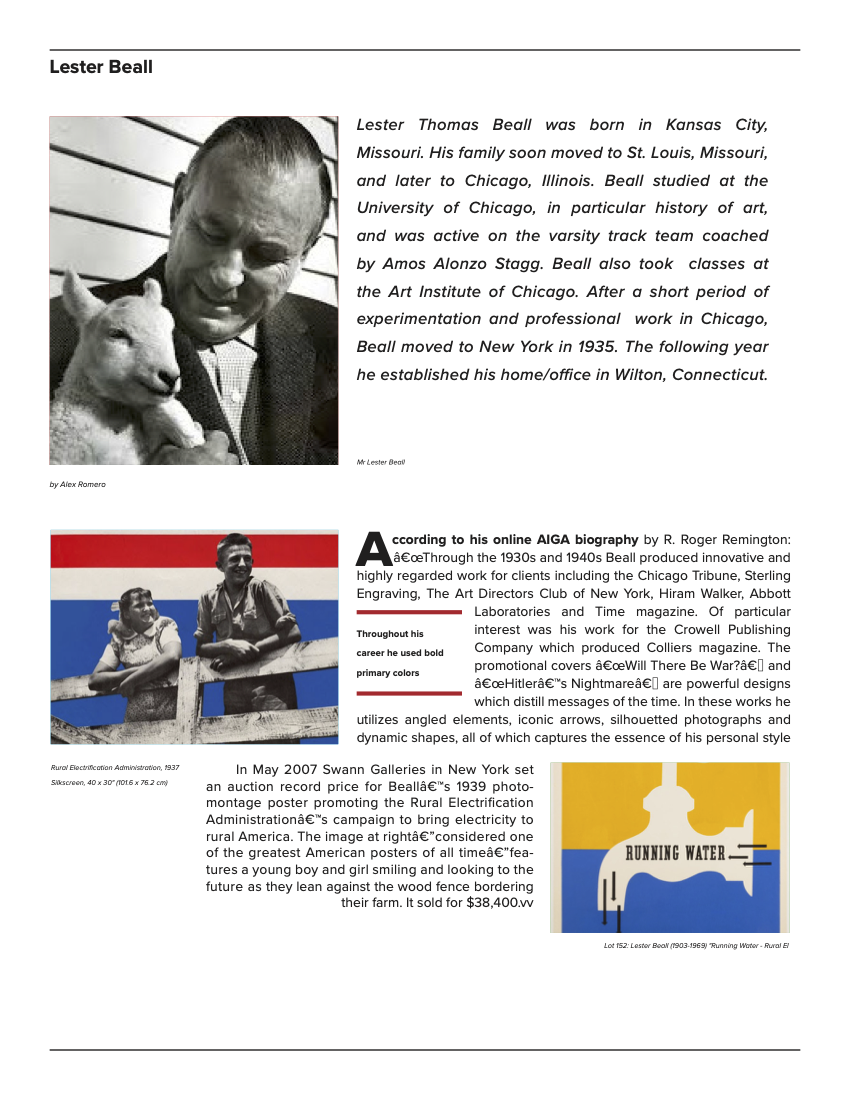 Lester Beall
Lester Thomas Beall was born in Kansas City,
Missouri. His family soon moved to St. Louis, Missouri,
and later to Chicago, Illinois. Beall studied at the
University of Chicago, in particular history of art,
and was active on the varsity track team coached
by Amos Alonzo Stagg. Beall also took classes at
the Art Institute of Chicago. After a short period of
experimentation and professional work in Chicago,
Beall moved to New York in 1935. The following year
he established his home/office in Wilton, Connecticut.
Mr Lester Beall
by Alex Romero
According to his online AIGA biography by R. Roger Remington:
â€œThrough the 1930s and 1940s Beall produced innovative and
highly regarded work for clients including the Chicago Tribune, Sterling
Engraving, The Art Directors Club of New York, Hiram Walker, Abbott
Laboratories and Time magazine. Of particular
interest was his work for the Crowell Publishing
Company which produced Colliers magazine. The
promotional covers â€œWill There Be War?â€▯ and
â€œHitlerâ€™s Nightmareâ€▯ are powerful designs
which distill messages of the time. In these works he
utilizes angled elements, iconic arrows, silhouetted photographs and
dynamic shapes, all of which captures the essence of his personal style
Throughout his
career he used bold
primary colors
Rural Electrification Administration, 1937
Silkscreen, 40 x 30" (101.6 x 76.2 cm)
In May 2007 Swann Galleries in New York set
an auction record price for Beallâ€™s 1939 photo-
montage poster promoting the Rural Electrification
Administrationâ€™s campaign to bring electricity to
rural America. The image at rightâ€"considered one
of the greatest American posters of all timeâ€"fea-
tures a young boy and girl smiling and looking to the
future as they lean against the wood fence bordering
their farm. It sold for $38,400.vv
RUNNING WATER
Lot 152: Lester Beall (1903-1969) "Running Water - Rural El